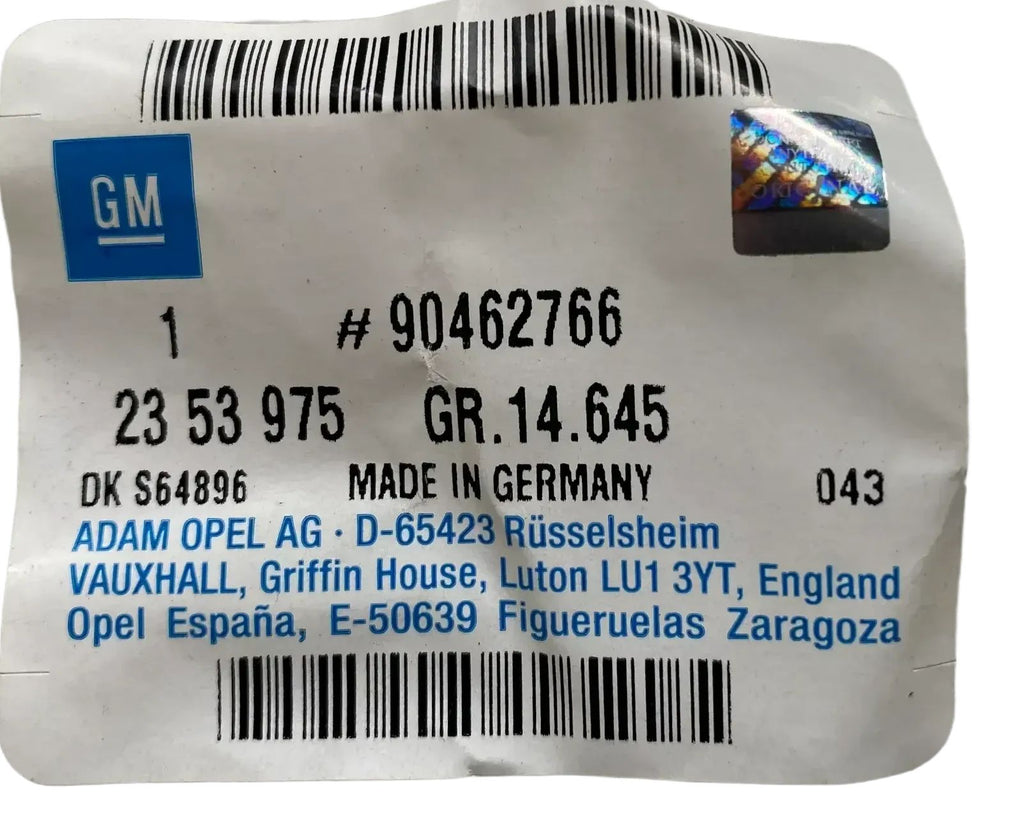 GM
1 # 90462766
23 53 975 GR.14.645
DK S64896 MADE IN GERMANY 043
ADAM OPEL AG · D-65423 Rüsselsheim
VAUXHALL, Griffin House, Luton LU1 3YT, England
Opel España, E-50639 Figueruelas Zaragoza